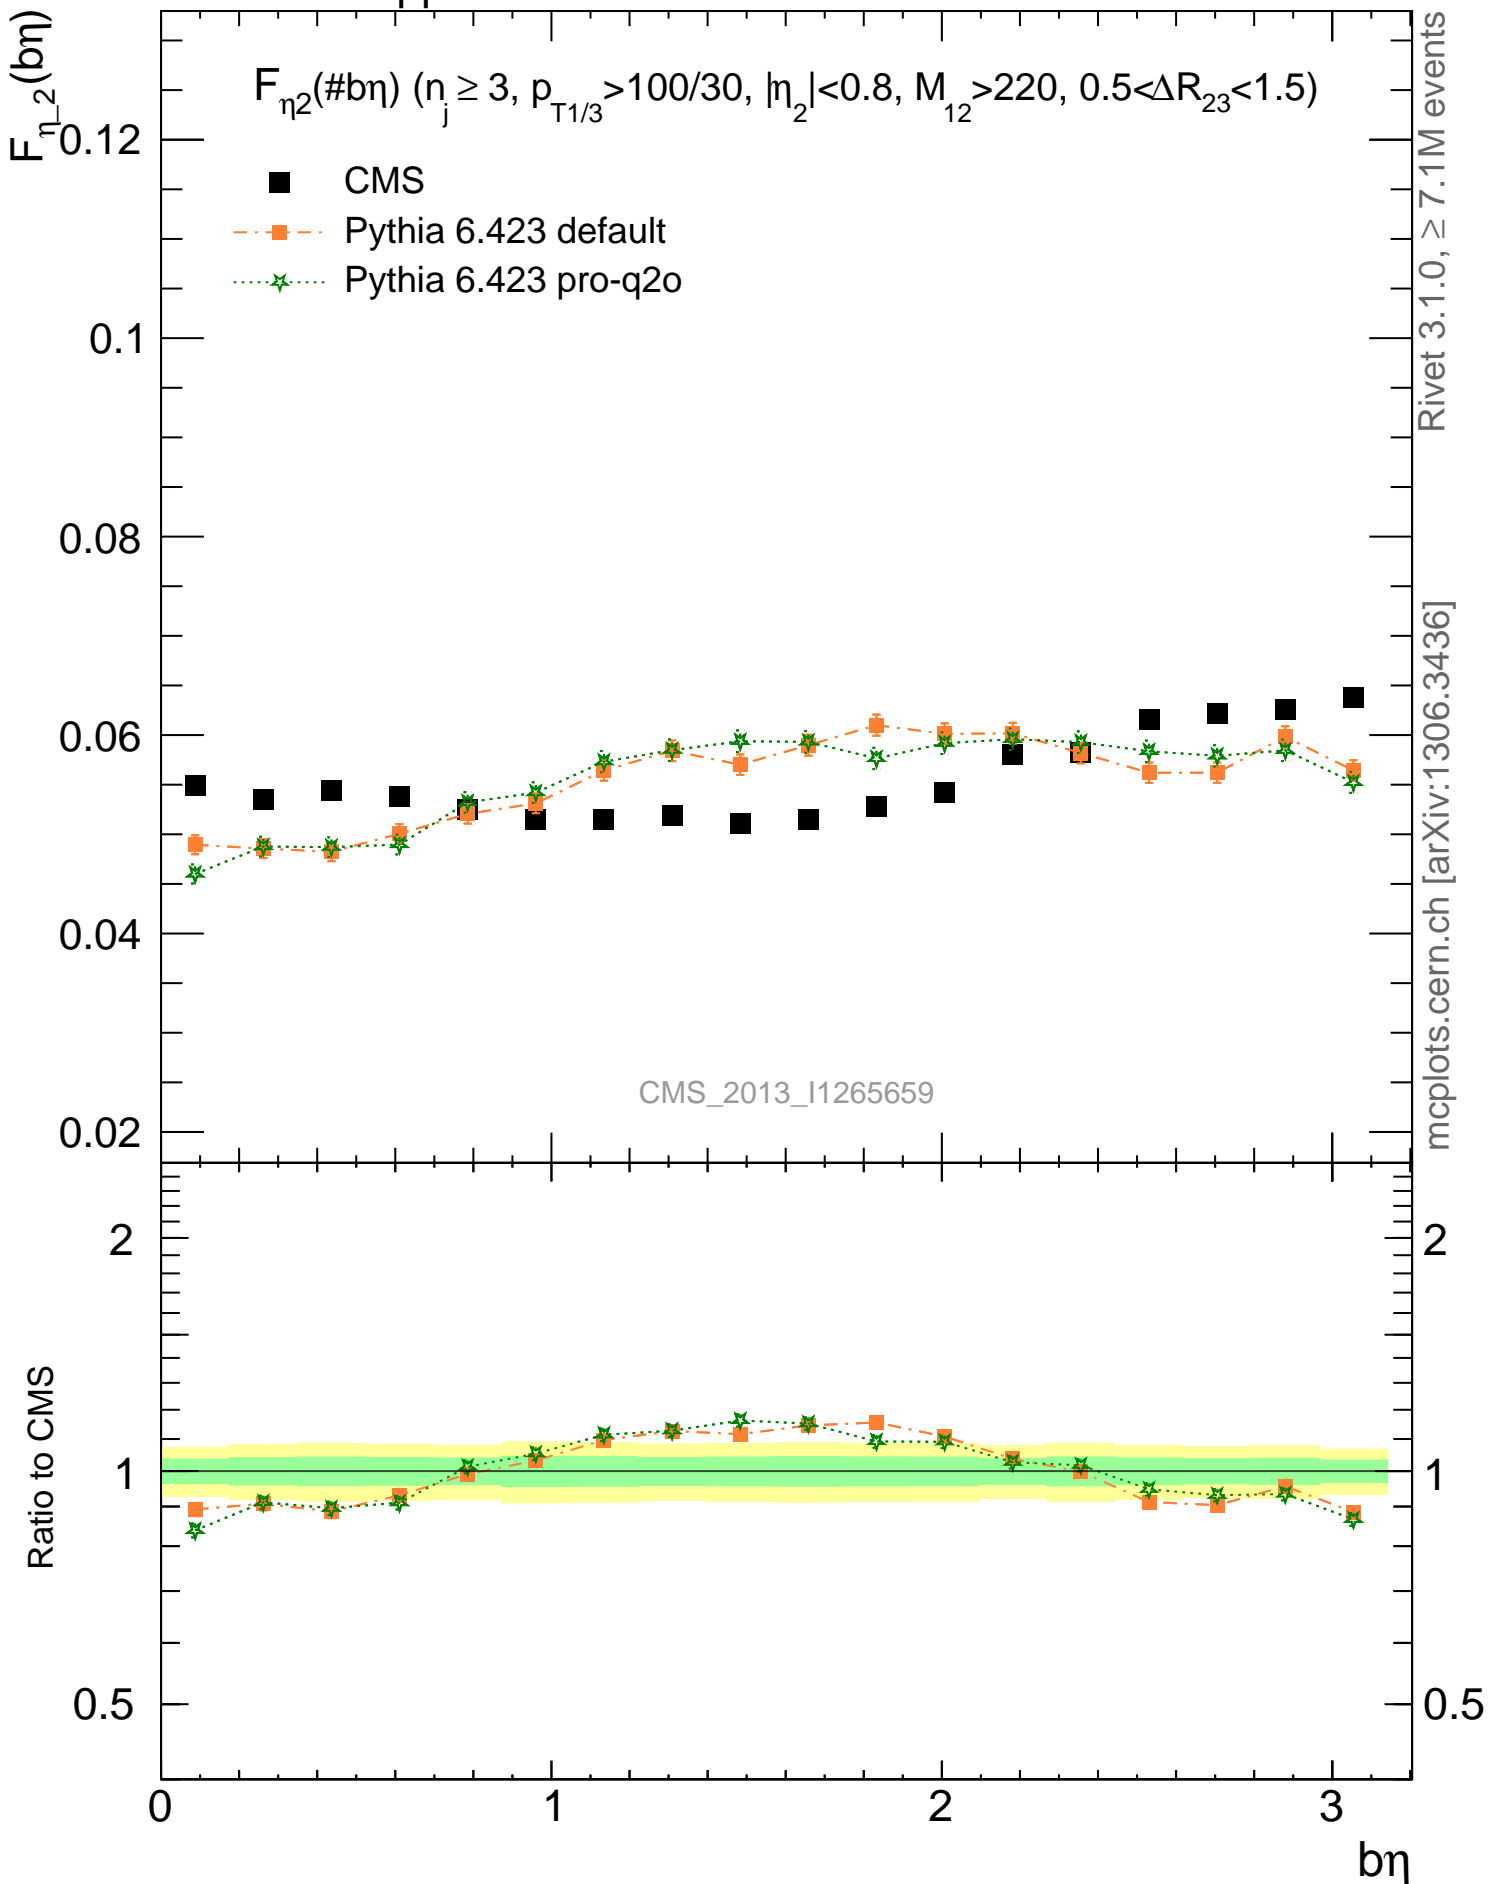 F_η_2(bη)
F_η2(#bη) (n_j ≥ 3, p_T1/3>100/30, |η_2|<0.8, M_12>220, 0.5<ΔR_23<1.5)
CMS
Pythia 6.423 default
Pythia 6.423 pro-q2o
0.12
0.1
0.08
0.06
0.04
0.02
CMS_2013_I1265659
Rivet 3.1.0, ≥ 7.1M events
mcplots.cern.ch [arXiv:1306.3436]
Ratio to CMS
2
1
0.5
2
1
0.5
0
1
2
3
bη